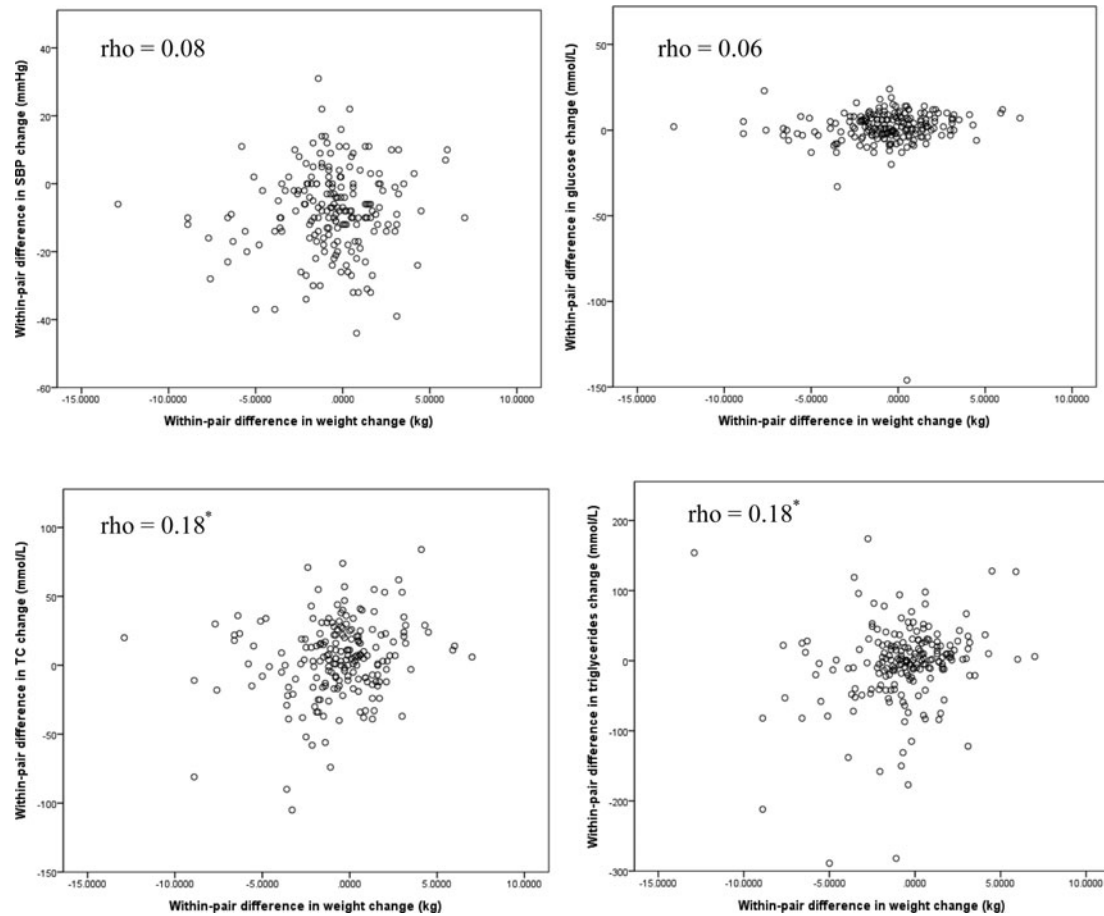 rho = 0.08
Within-pair difference in SBP change (mmHg)
40
20
0
-20
-40
-60
-15.0000 -10.0000 -5.0000 .0000 5.0000 10.0000
Within-pair difference in weight change (kg)
rho = 0.06
Within-pair difference in glucose change (mmol/L)
50
0
-50
-100
-150
-15.0000 -10.0000 -5.0000 .0000 5.0000 10.0000
Within-pair difference in weight change (kg)
rho = 0.18*
Within-pair difference in TC change (mmol/L)
100
50
0
-50
-100
-150
-15.0000 -10.0000 -5.0000 .0000 5.0000 10.0000
Within-pair difference in weight change (kg)
rho = 0.18*
Within-pair difference in triglycerides change (mmol/L)
200
100
0
-100
-200
-300
-15.0000 -10.0000 -5.0000 .0000 5.0000 10.0000
Within-pair difference in weight change (kg)